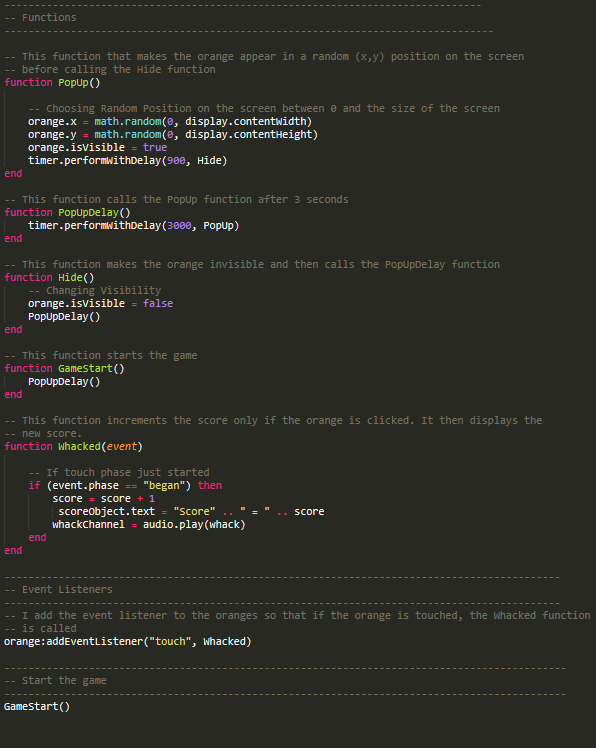 --------------------------------------------------------------------------------
-- Functions
----------------------------------------------------------------------------------
-- This function that makes the orange appear in a random (x,y) position on the screen
-- before calling the Hide function
function PopUp()
-- Choosing Random Position on the screen between 0 and the size of the screen
orange.x = math.random(0, display.contentWidth)
orange.y = math.random(0, display.contentHeight)
orange.isVisible = true
timer.performWithDelay(900, Hide)
end
-- This function calls the PopUp function after 3 seconds
function PopUpDelay()
timer.performWithDelay(3000, PopUp)
end
-- This function makes the orange invisible and then calls the PopUpDelay function
function Hide()
-- Changing Visibility
orange.isVisible = false
PopUpDelay()
end
-- This function starts the game
function GameStart()
PopUpDelay()
end
-- This function increments the score only if the orange is clicked. It then displays the
-- new score.
function Whacked(event)
-- If touch phase just started
if (event.phase == "began") then
score = score + 1
scoreObject.text = "Score" .. " = " .. score
whackChannel = audio.play(whack)
end
end
---------------------------------------------------------------------------------------------
-- Event Listeners
---------------------------------------------------------------------------------------------
-- I add the event listener to the oranges so that if the orange is touched, the Whacked function
-- is called
orange:addEventListener("touch", Whacked)
----------------------------------------------------------------------------------------------
-- Start the game
----------------------------------------------------------------------------------------------
GameStart()